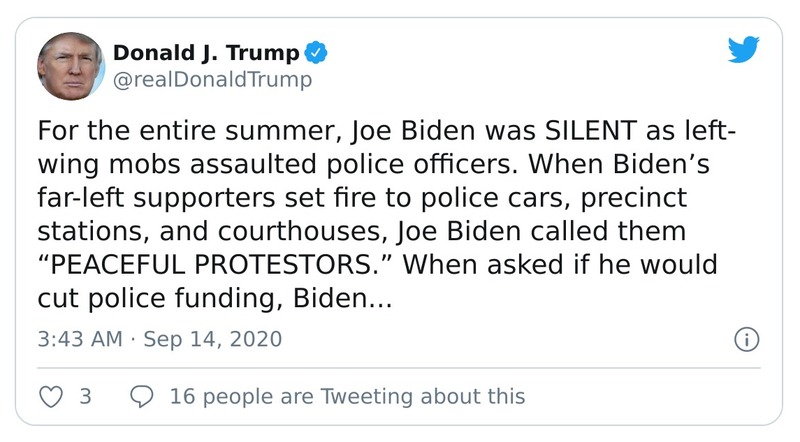 Donald J. Trump
@realDonaldTrump
For the entire summer, Joe Biden was SILENT as left-
wing mobs assaulted police officers. When Biden’s
far-left supporters set fire to police cars, precinct
stations, and courthouses, Joe Biden called them
“PEACEFUL PROTESTORS.” When asked if he would
cut police funding, Biden...
3:43 AM · Sep 14, 2020
3 16 people are Tweeting about this